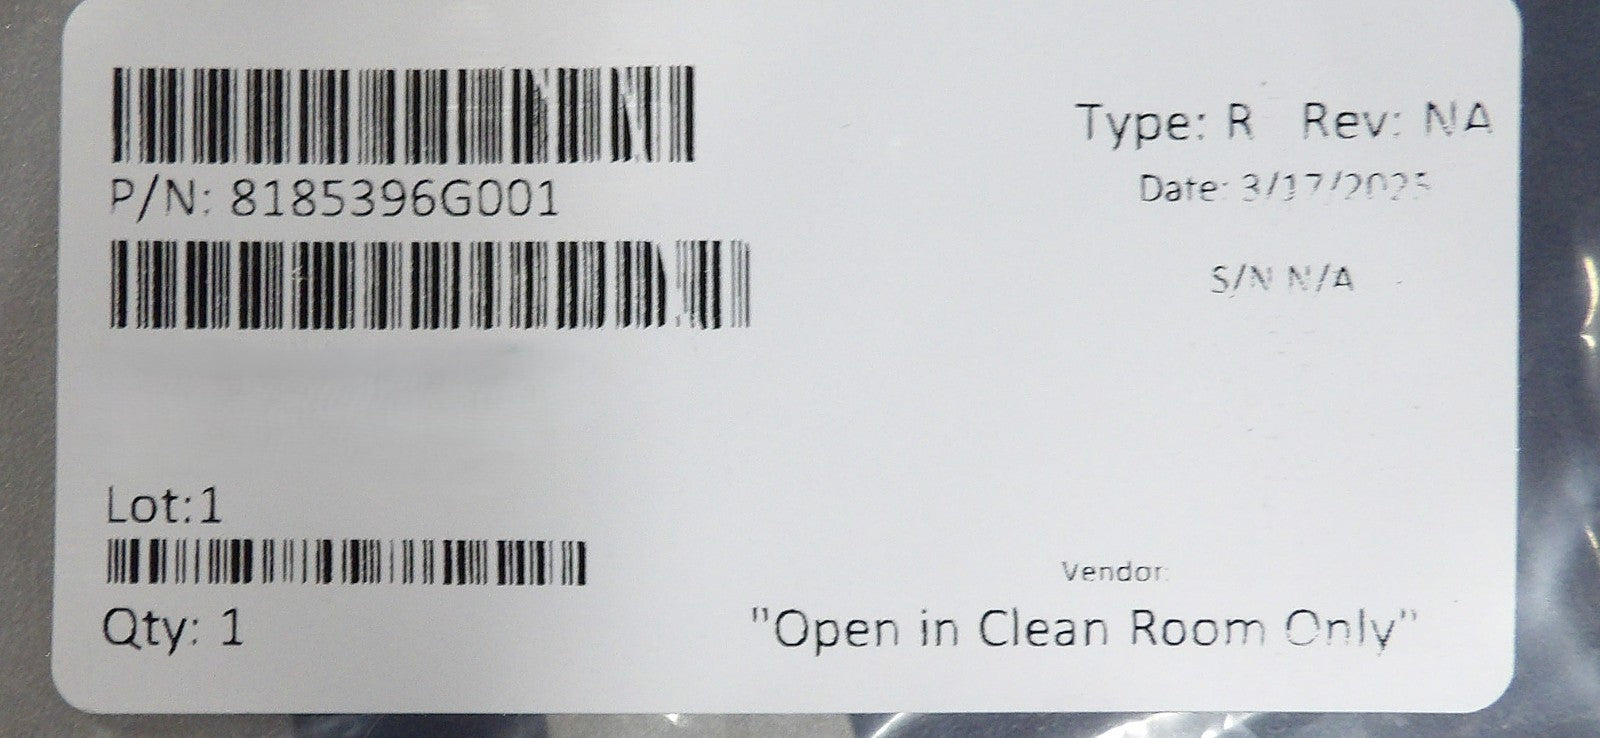 Type: R Rev: NA
P/N: 8185396G001
Date: 3/17/2025
S/N N/A
Lot:1
Vendor:
Qty: 1
"Open in Clean Room Only"